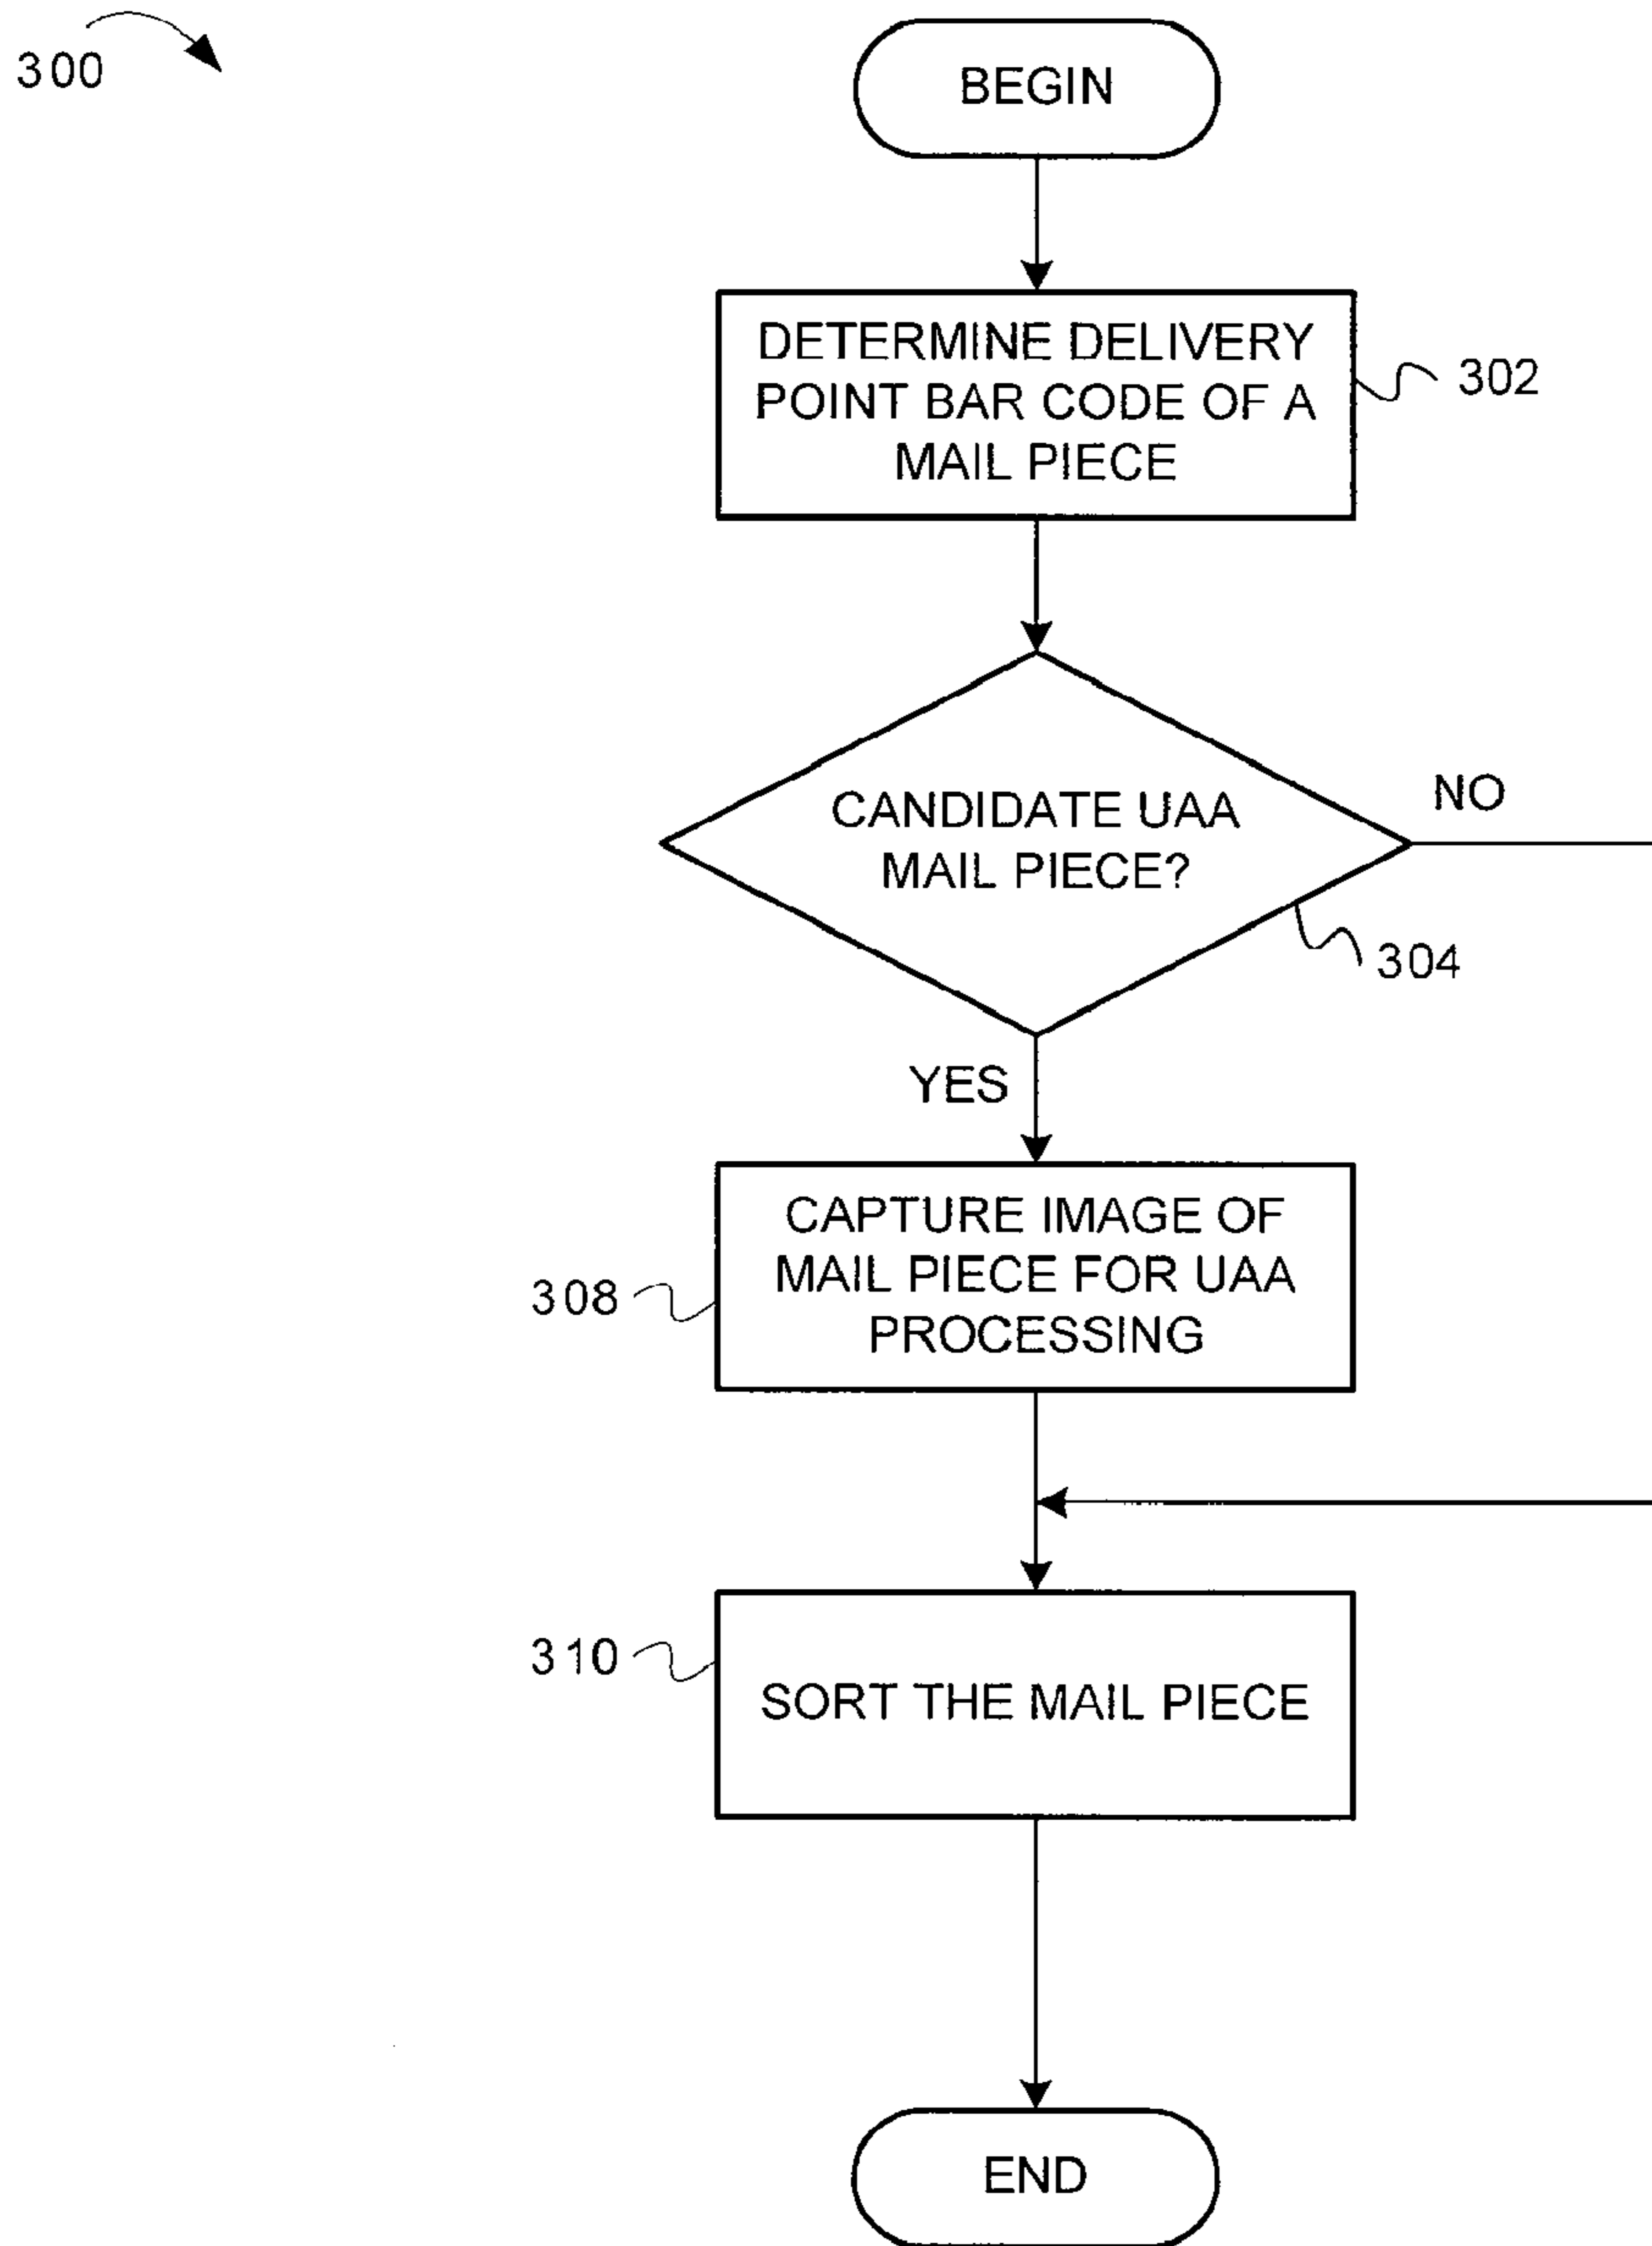 300
BEGIN
DETERMINE DELIVERY
POINT BAR CODE OF A
MAIL PIECE
302
CANDIDATE UAA
MAIL PIECE?
NO
304
YES
CAPTURE IMAGE OF
MAIL PIECE FOR UAA
PROCESSING
308
310
SORT THE MAIL PIECE
END